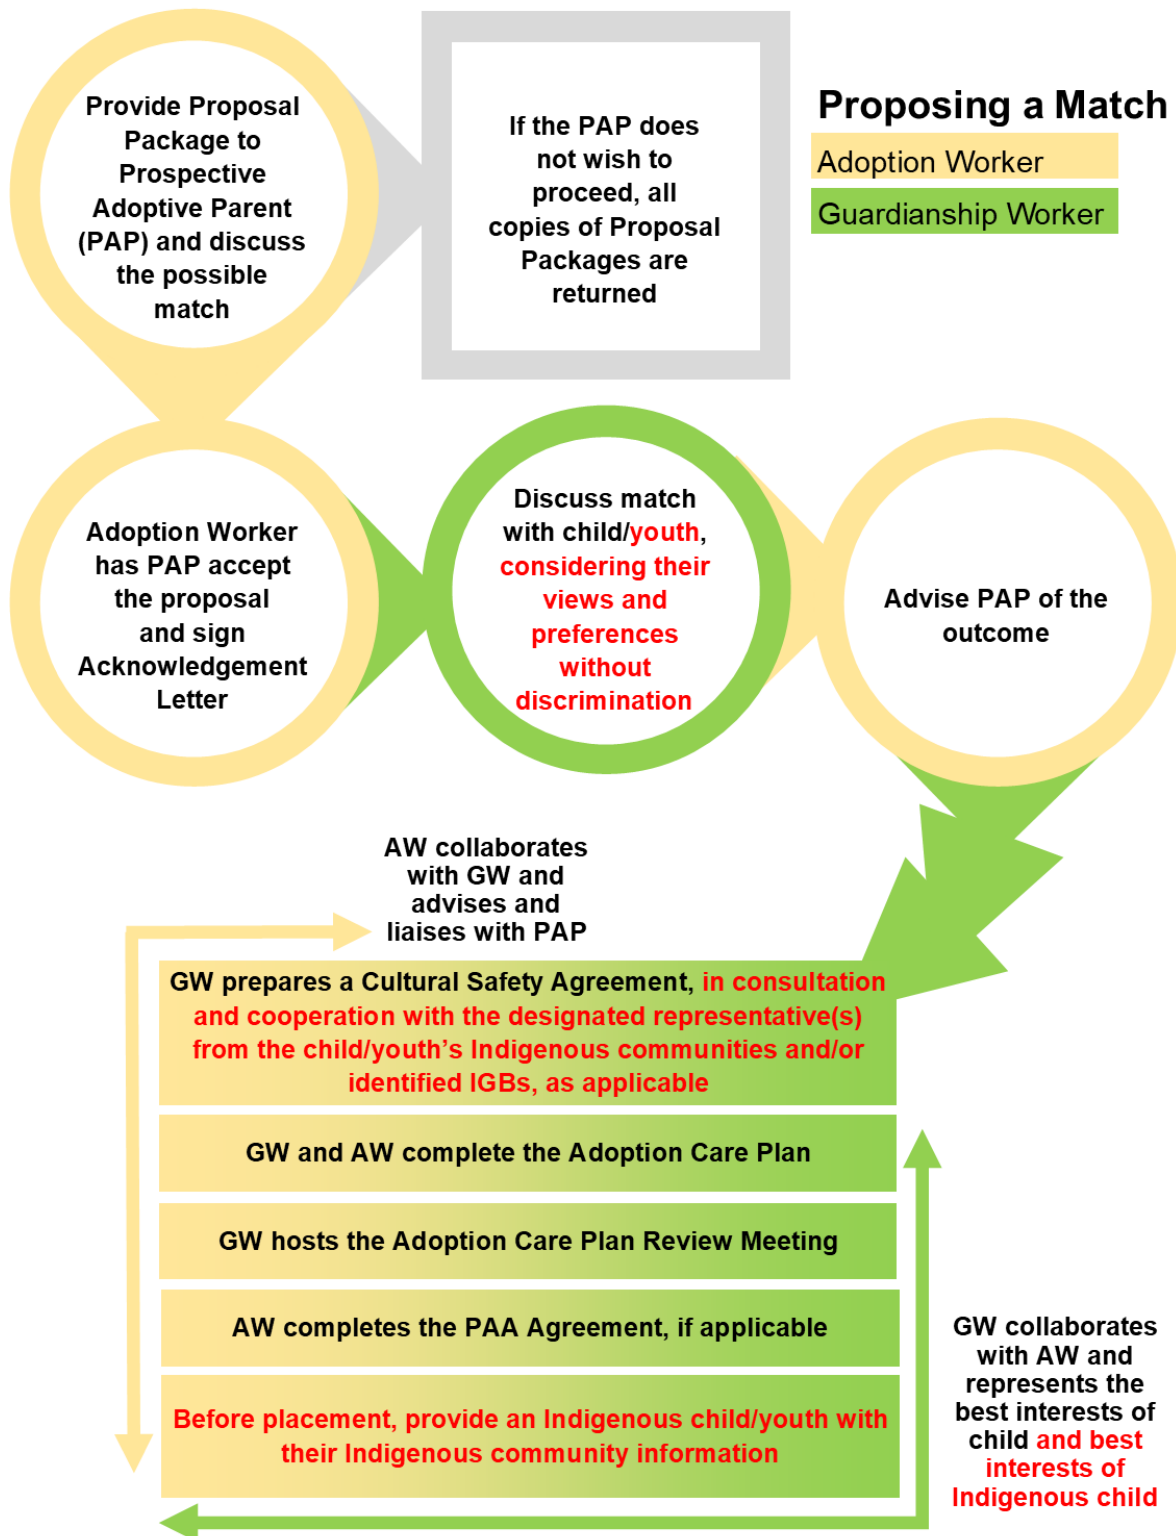 Proposing a Match
Adoption Worker
Guardianship Worker
Provide Proposal
Package to
Prospective
Adoptive Parent
(PAP) and discuss
the possible
match
If the PAP does
not wish to
proceed, all
copies of Proposal
Packages are
returned
Adoption Worker
has PAP accept
the proposal
and sign
Acknowledgement
Letter
Discuss match
with child/youth,
considering their
views and
preferences
without
discrimination
Advise PAP of the
outcome
AW collaborates
with GW and
advises and
liaises with PAP
GW prepares a Cultural Safety Agreement, in consultation
and cooperation with the designated representative(s)
from the child/youth’s Indigenous communities and/or
identified IGBs, as applicable
GW and AW complete the Adoption Care Plan
GW hosts the Adoption Care Plan Review Meeting
AW completes the PAA Agreement, if applicable
Before placement, provide an Indigenous child/youth with
their Indigenous community information
GW collaborates
with AW and
represents the
best interests of
child and best
interests of
Indigenous child